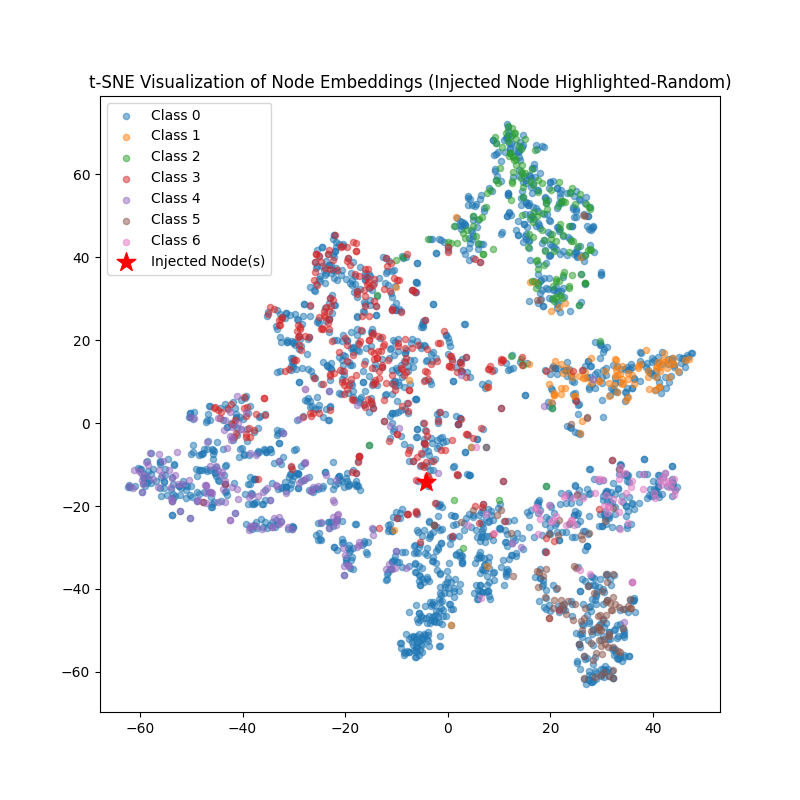 t-SNE Visualization of Node Embeddings (Injected Node Highlighted-Random)
Class 0
Class 1
Class 2
Class 3
Class 4
Class 5
Class 6
Injected Node(s)
60
40
20
0
−20
−40
−60
−60 −40 −20 0 20 40